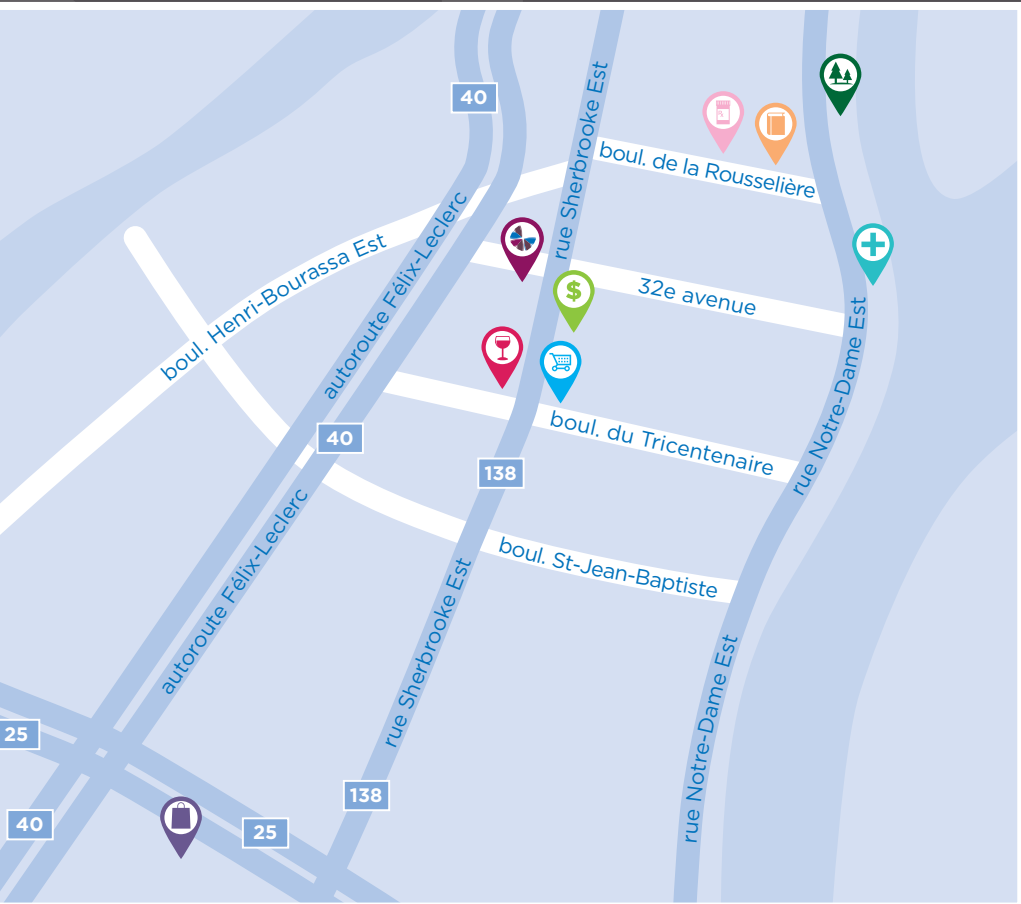 40
rue Sherbrooke Est
boul. de la Rousselière
autoroute Félix-Leclerc
boul. Henri-Bourassa Est
$
32e avenue
rue Notre-Dame Est
boul. du Tricentenaire
40
138
autoroute Félix-Leclerc
boul. St-Jean-Baptiste
rue Sherbrooke Est
rue Notre-Dame Est
25
138
40
25